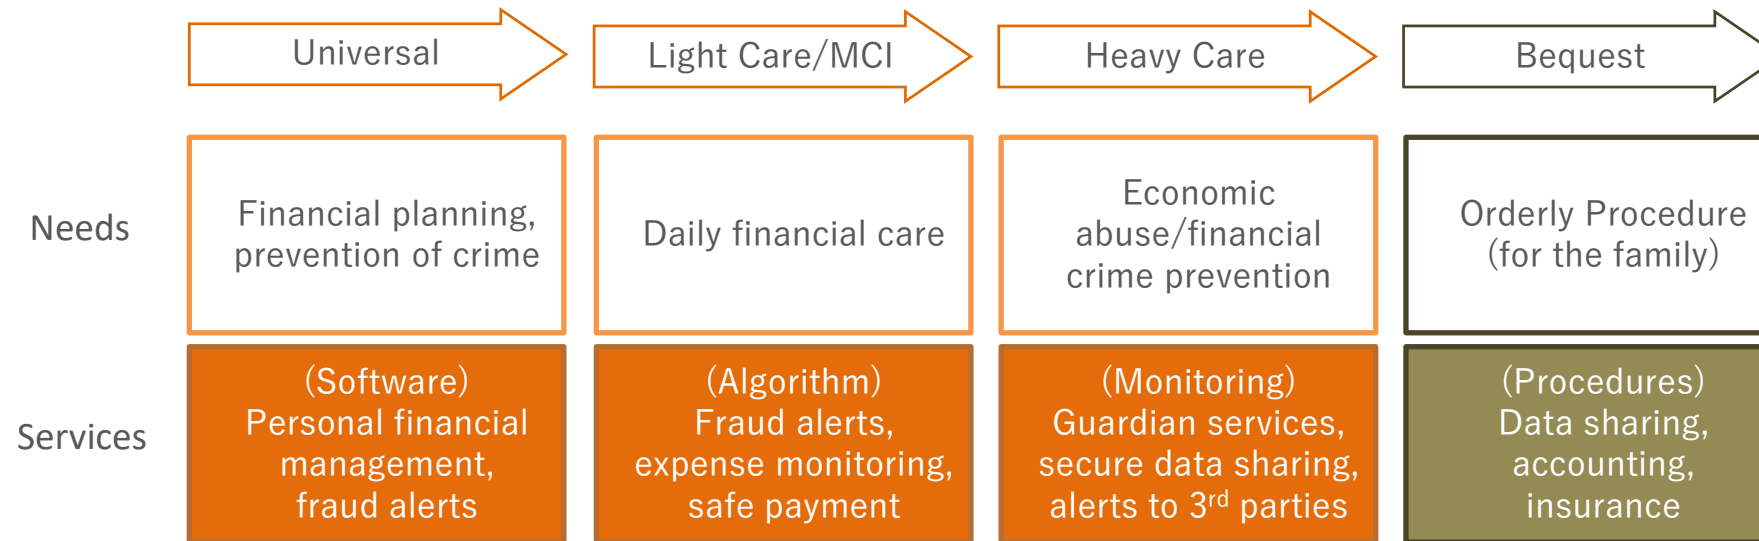 Universal
Light Care/MCI
Heavy Care
Bequest
Needs
Financial planning,
prevention of crime
Daily financial care
Economic
abuse/financial
crime prevention
Orderly Procedure
(for the family)
Services
(Software)
Personal financial
management,
fraud alerts
(Algorithm)
Fraud alerts,
expense monitoring,
safe payment
(Monitoring)
Guardian services,
secure data sharing,
alerts to 3rd parties
(Procedures)
Data sharing,
accounting,
insurance